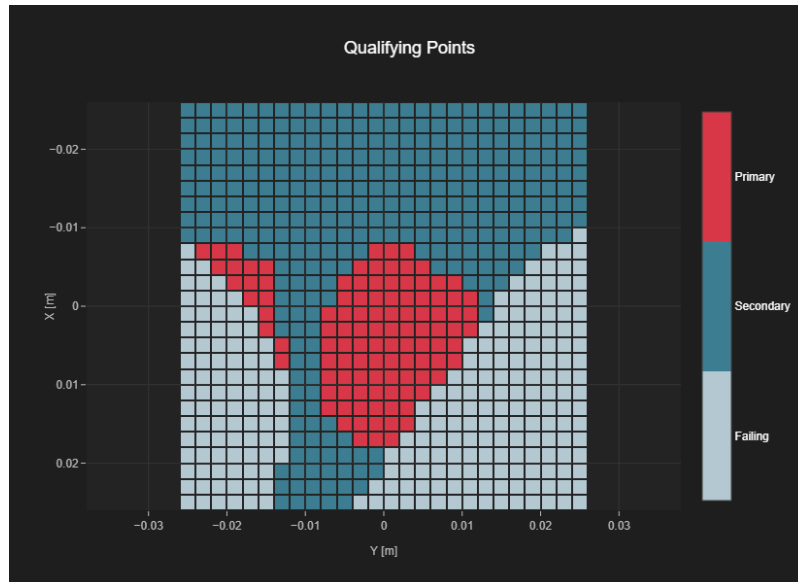 Qualifying Points
−0.02
−0.01
0
0.01
0.02
X [m]
−0.03
−0.02
−0.01
0
0.01
0.02
0.03
Y [m]
Primary
Secondary
Failing